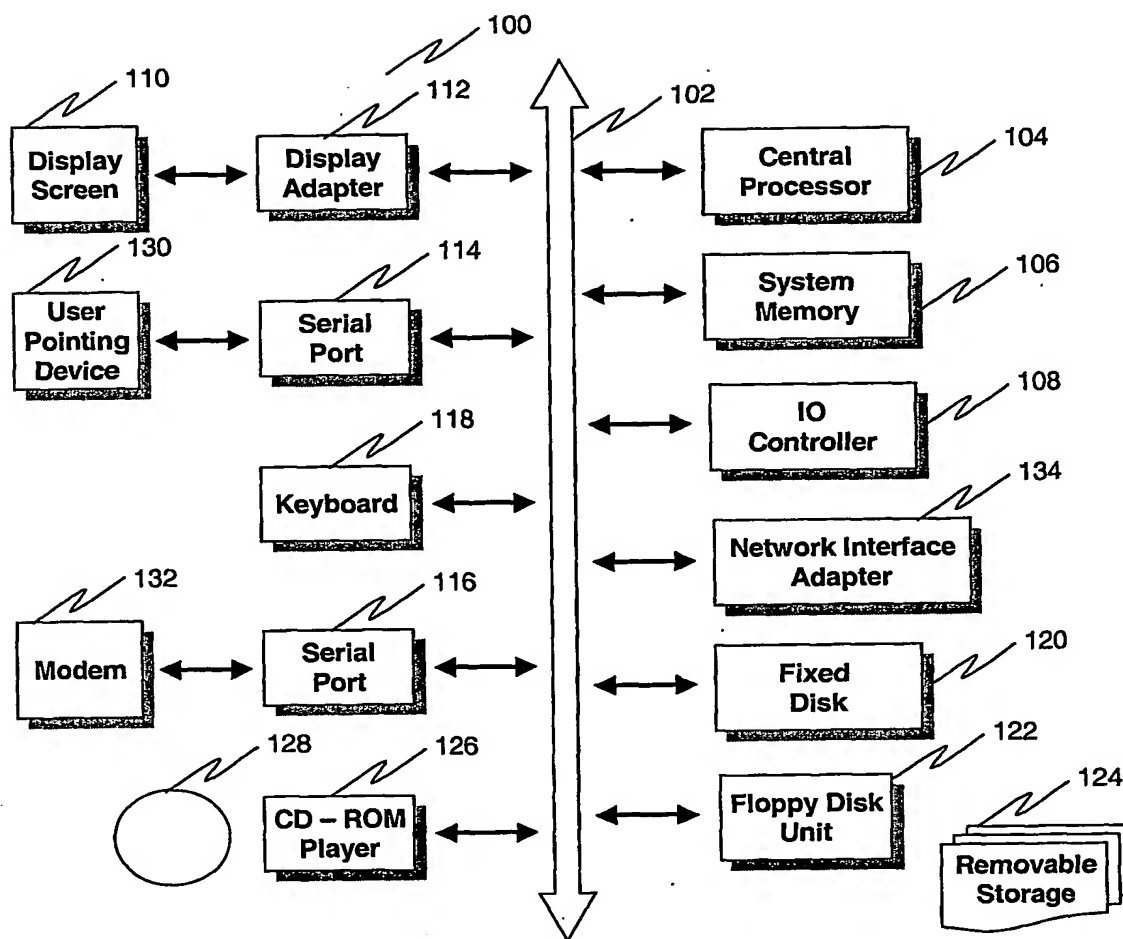 100
110
112
102
Display
Screen
Display
Adapter
Central
Processor
104
130
114
User
Pointing
Device
Serial
Port
System
Memory
106
118
Keyboard
IO
Controller
108
134
Network Interface
Adapter
132
116
Modem
Serial
Port
Fixed
Disk
120
128
126
CD – ROM
Player
122
Floppy Disk
Unit
124
Removable
Storage